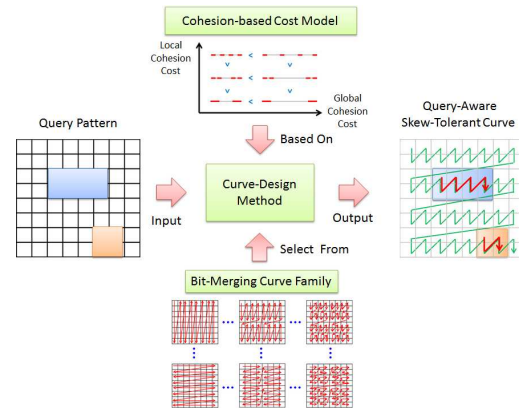 Cohesion-based Cost Model
Local
Cohesion
Cost
Global
Cohesion
Cost
Query Pattern
Based On
Query-Aware
Skew-Tolerant Curve
Curve-Design
Method
Input
Output
Select From
Bit-Merging Curve Family